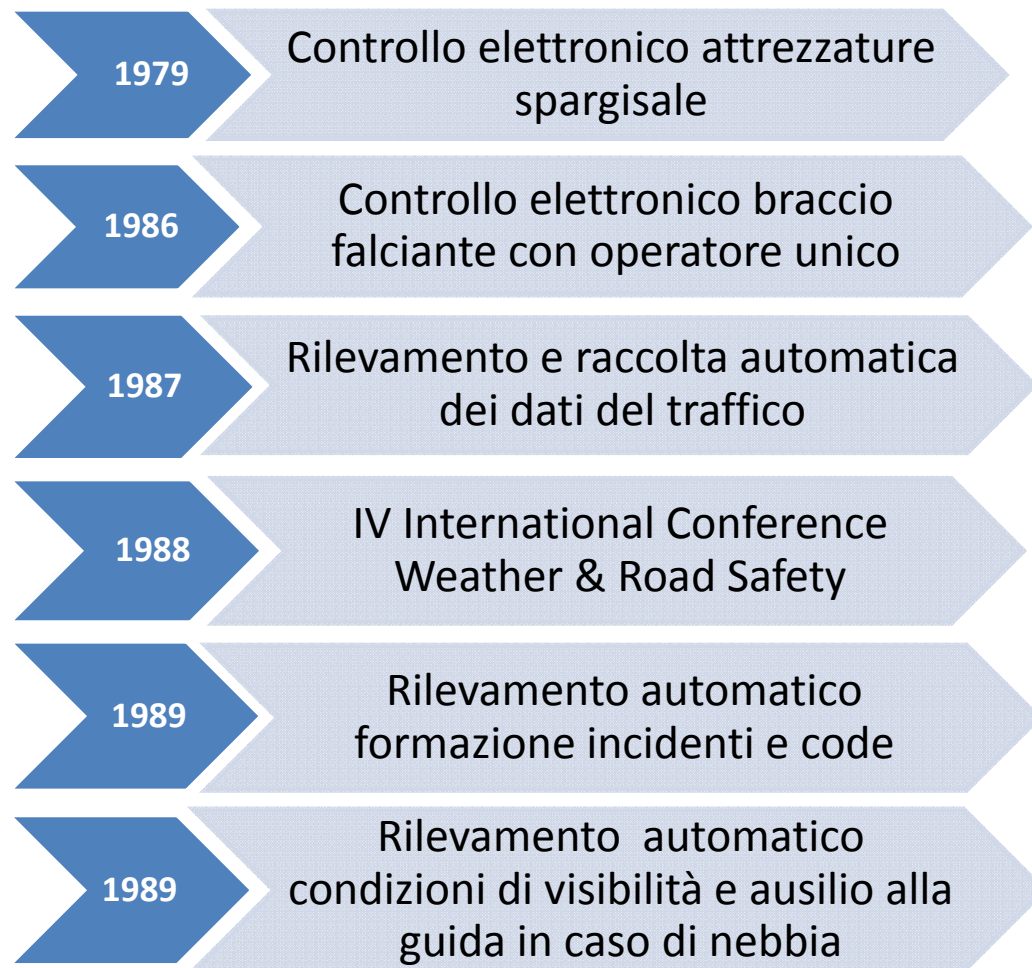 1979
Controllo elettronico attrezzature
spargisale
1986
Controllo elettronico braccio
falciante con operatore unico
1987
Rilevamento e raccolta automatica
dei dati del traffico
1988
IV International Conference
Weather & Road Safety
1989
Rilevamento automatico
formazione incidenti e code
1989
Rilevamento automatico
condizioni di visibilità e ausilio alla
guida in caso di nebbia